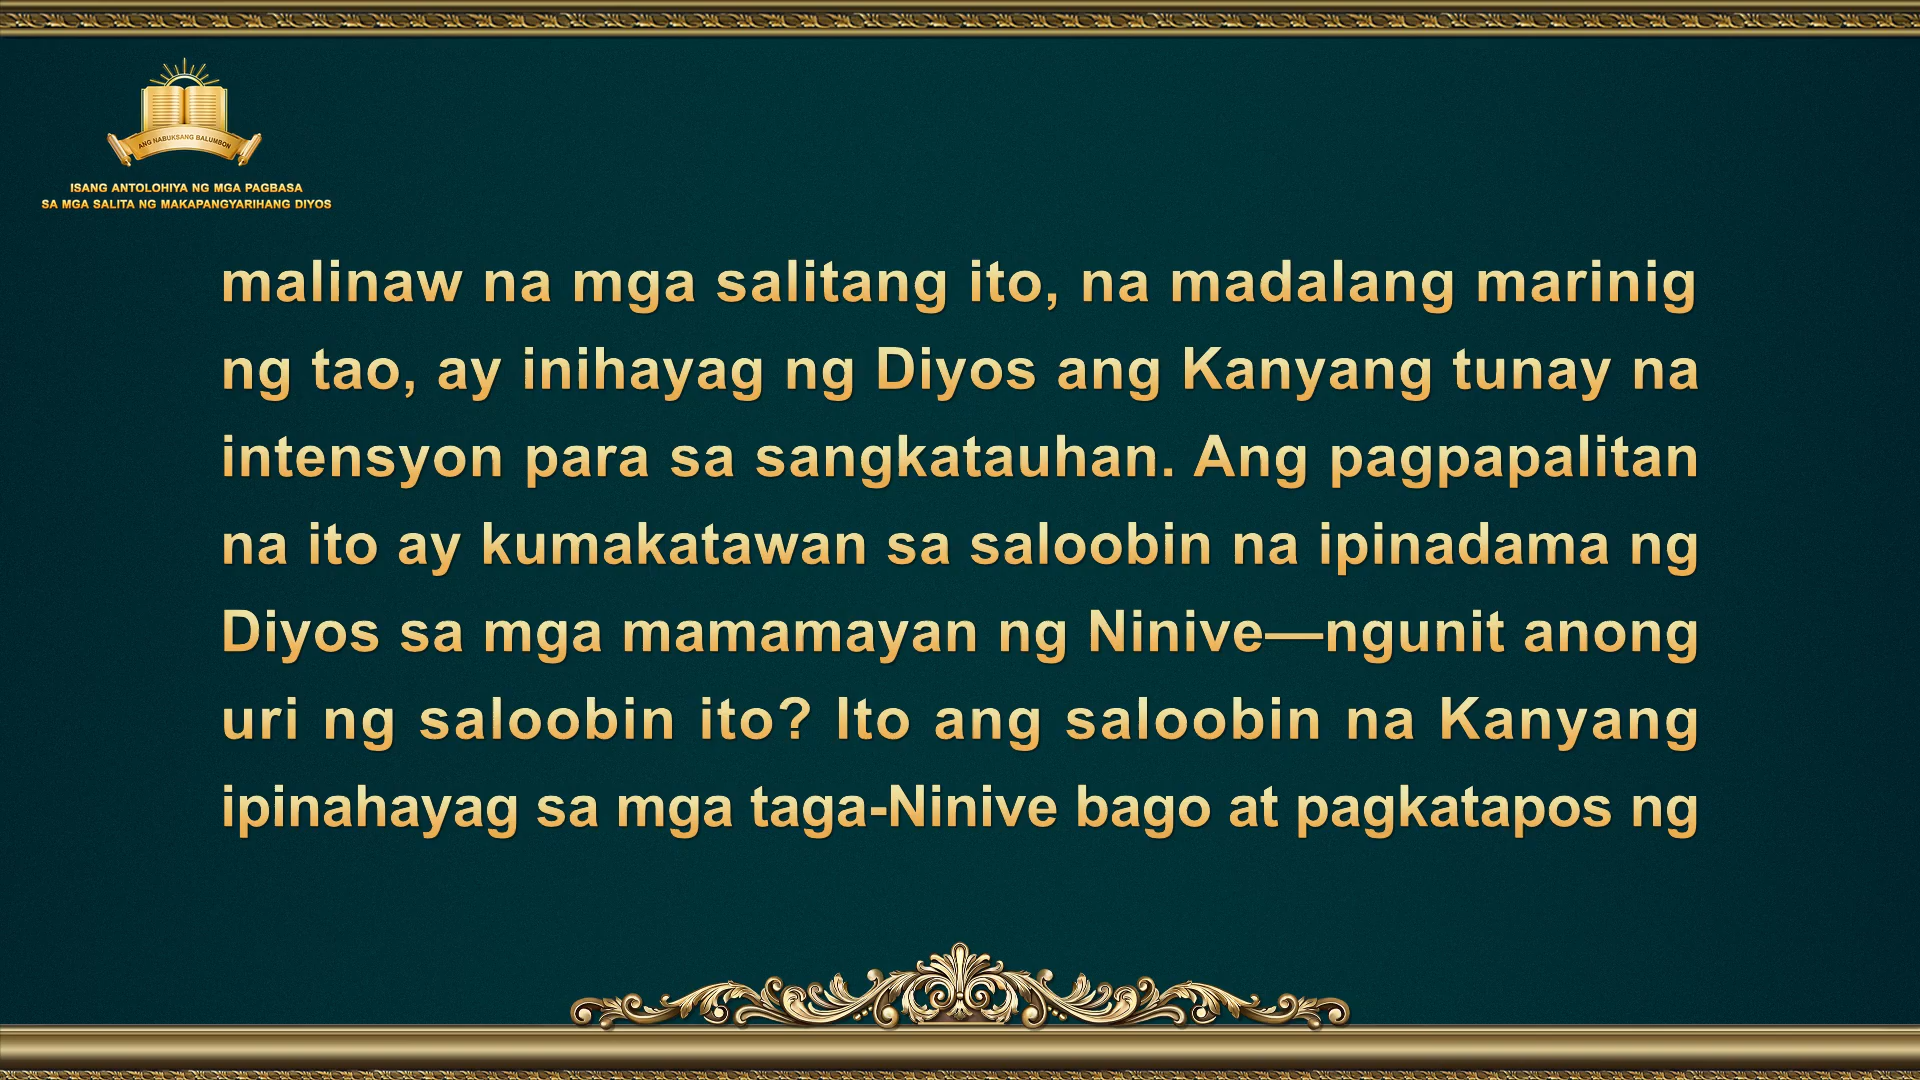 ANG NABUKSANG BALUMBON
ISANG ANTOLOHIYA NG MGA PAGBASA
SA MGA SALITA NG MAKAPANGYARIHANG DIYOS
malinaw na mga salitang ito, na madalang marinig
ng tao, ay inihayag ng Diyos ang Kanyang tunay na
intensyon para sa sangkatauhan. Ang pagpapalitan
na ito ay kumakatawan sa saloobin na ipinadama ng
Diyos sa mga mamamayan ng Ninive—ngunit anong
uri ng saloobin ito? Ito ang saloobin na Kanyang
ipinahayag sa mga taga-Ninive bago at pagkatapos ng